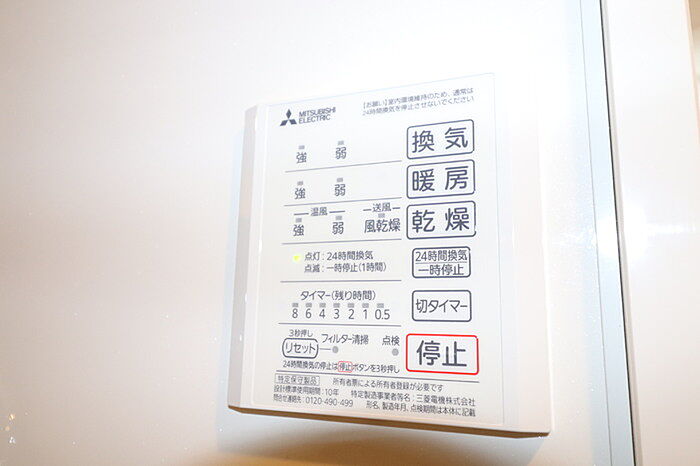 MITSUBISHI
ELECTRIC
【お願い】室内環境維持のため、通常は
24時間換気を停止させないでください
強 弱 換気
強 弱 暖房
温風 送風
強 弱 風乾燥 乾燥
点灯:24時間換気
点滅:一時停止(1時間)
24時間換気
一時停止
タイマー(残り時間)
8 6 4 3 2 1 0.5
切タイマー
3秒押し
リセット フィルター清掃 点検
停止
24時間換気の停止は停止ボタンを3秒押し
特定保守製品 所有者票による所有者登録が必要です
設計標準使用期間:10年 特定製造事業者等名:三菱電機株式会社
問合せ連絡先:0120-490-499 形名、製造年月、点検期間は本体に記載